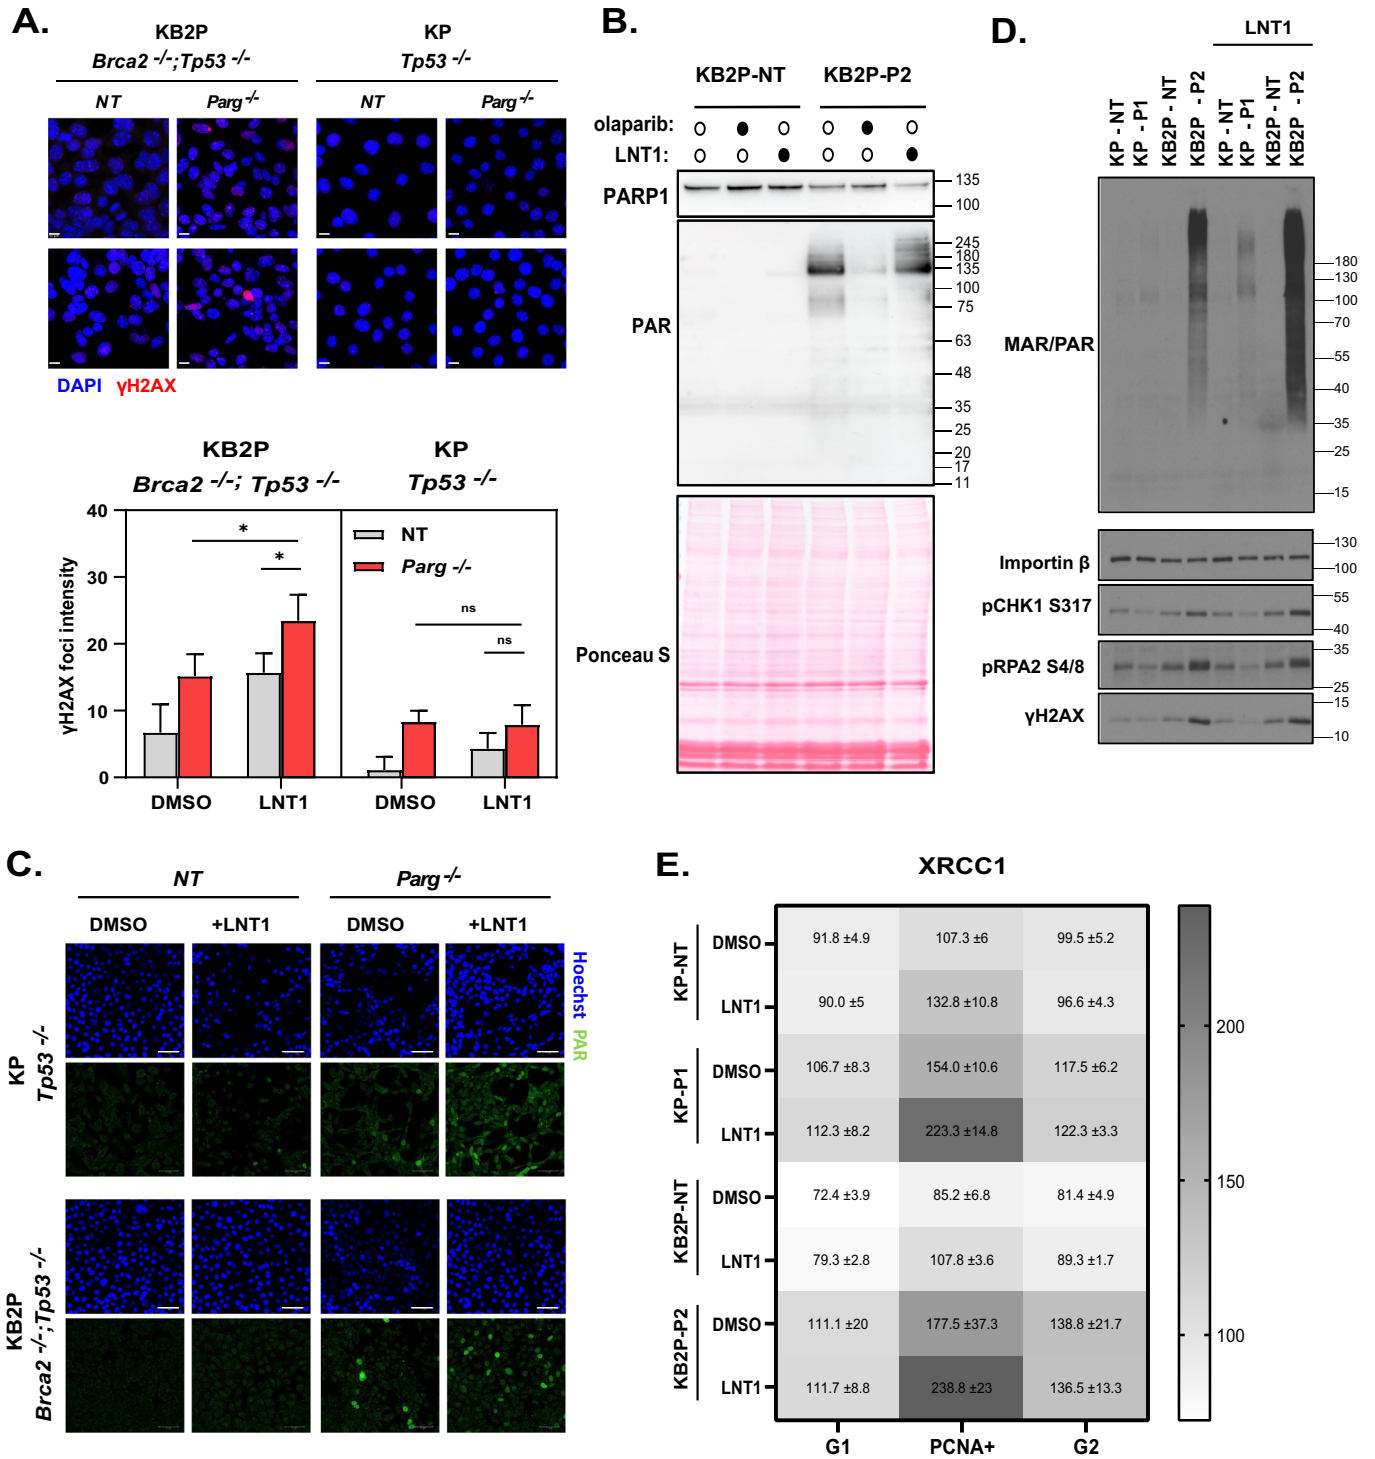 A.
KB2P
Brca2 -/-;Tp53 -/-
KP
Tp53 -/-
NT
Parg-/-
NT
Parg-/-
DAPI γH2AX
KB2P
Brca2 -/-; Tp53 -/-
KP
Tp53 -/-
γH2AX foci intensity
40
30
20
10
0
*
*
NT
Parg -/-
ns
ns
DMSO
LNT1
DMSO
LNT1
B.
KB2P-NT
KB2P-P2
olaparib:
LNT1:
PARP1
135
100
PAR
245
180
135
100
75
63
48
35
25
20
17
11
Ponceau S
C.
NT
Parg-/-
DMSO
+LNT1
DMSO
+LNT1
Hoechst PAR
KP
Tp53 -/-
KB2P
Brca2 -/-;Tp53 -/-
D.
LNT1
KP - NT
KP - P1
KB2P - NT
KB2P - P2
KP - NT
KP - P1
KB2P - NT
KB2P - P2
MAR/PAR
180
130
100
70
55
40
35
25
15
Importin β
130
100
pCHK1 S317
55
40
pRPA2 S4/8
35
25
γH2AX
15
10
E.
XRCC1
KP-NT
DMSO
91.8 ±4.9
107.3 ±6
99.5 ±5.2
LNT1
90.0 ±5
132.8 ±10.8
96.6 ±4.3
KP-P1
DMSO
106.7 ±8.3
154.0 ±10.6
117.5 ±6.2
LNT1
112.3 ±8.2
223.3 ±14.8
122.3 ±3.3
KB2P-NT
DMSO
72.4 ±3.9
85.2 ±6.8
81.4 ±4.9
LNT1
79.3 ±2.8
107.8 ±3.6
89.3 ±1.7
KB2P-P2
DMSO
111.1 ±20
177.5 ±37.3
138.8 ±21.7
LNT1
111.7 ±8.8
238.8 ±23
136.5 ±13.3
G1
PCNA+
G2
200
150
100